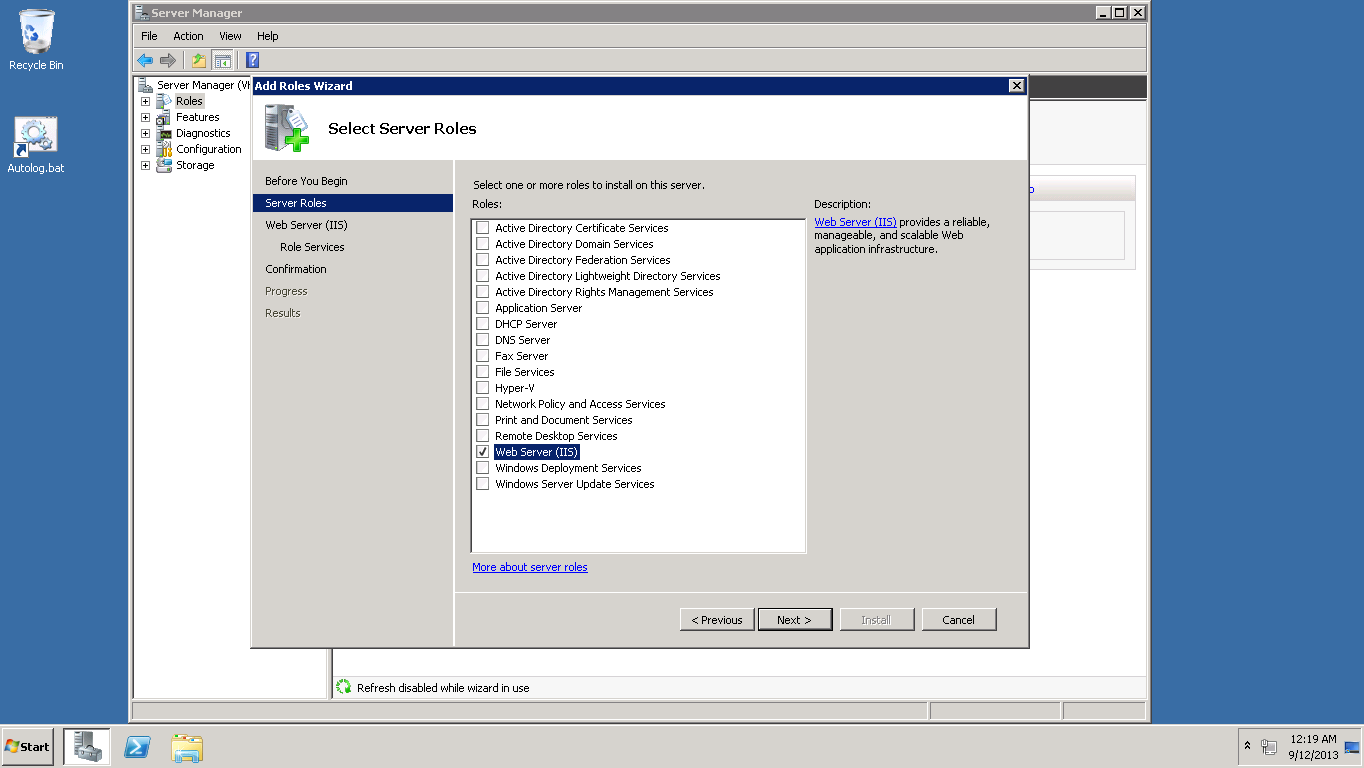 Recycle Bin
Autolog.bat
Server Manager
File Action View Help
Server Manager (
Roles
Features
Diagnostics
Configuration
Storage
Add Roles Wizard
Select Server Roles
Before You Begin
Server Roles
Web Server (IIS)
Role Services
Confirmation
Progress
Results
Select one or more roles to install on this server.
Roles:
Active Directory Certificate Services
Active Directory Domain Services
Active Directory Federation Services
Active Directory Lightweight Directory Services
Active Directory Rights Management Services
Application Server
DHCP Server
DNS Server
Fax Server
File Services
Hyper-V
Network Policy and Access Services
Print and Document Services
Remote Desktop Services
Web Server (IIS)
Windows Deployment Services
Windows Server Update Services
More about server roles
Description:
Web Server (IIS) provides a reliable,
manageable, and scalable Web
application infrastructure.
< Previous
Next >
Install
Cancel
Refresh disabled while wizard in use
Start
12:19 AM
9/12/2013